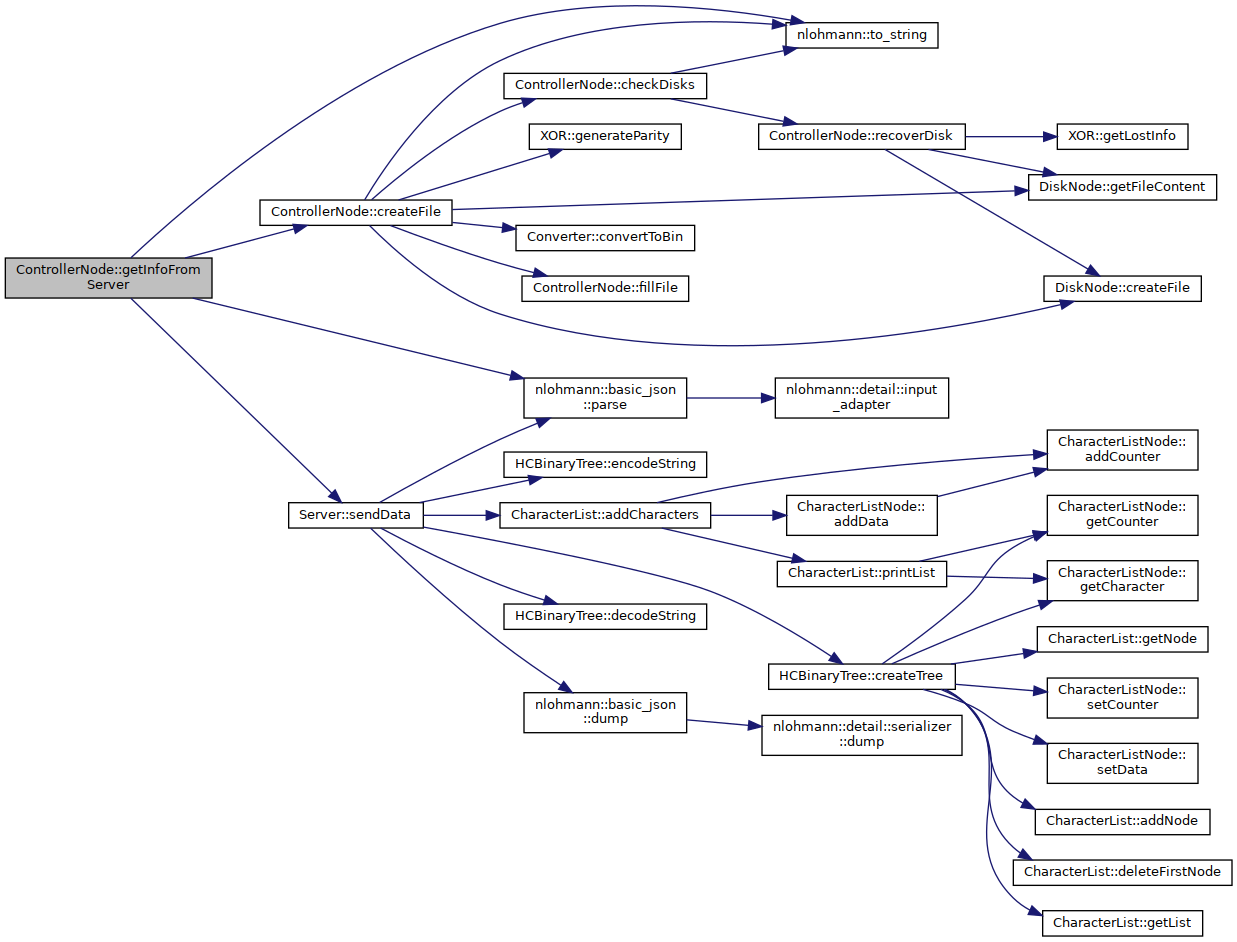 nlohmann::to_string
ControllerNode::checkDisks
ControllerNode::recoverDisk
XOR::getLostInfo
XOR::generateParity
DiskNode::getFileContent
ControllerNode::createFile
Converter::convertToBin
ControllerNode::getInfoFrom
Server
ControllerNode::fillFile
DiskNode::createFile
nlohmann::basic_json
::parse
nlohmann::detail::input
_adapter
CharacterListNode::
addCounter
HCBinaryTree::encodeString
Server::sendData
CharacterList::addCharacters
CharacterListNode::
addData
CharacterListNode::
getCounter
CharacterList::printList
CharacterListNode::
getCharacter
HCBinaryTree::decodeString
CharacterList::getNode
HCBinaryTree::createTree
CharacterListNode::
setCounter
nlohmann::basic_json
::dump
nlohmann::detail::serializer
::dump
CharacterListNode::
setData
CharacterList::addNode
CharacterList::deleteFirstNode
CharacterList::getList